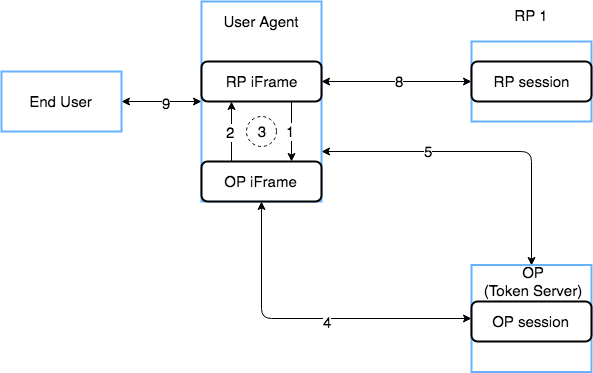 User Agent
RP 1
RP iFrame
8
RP session
End User
9
2
3
1
5
OP iFrame
OP
(Token Server)
4
OP session